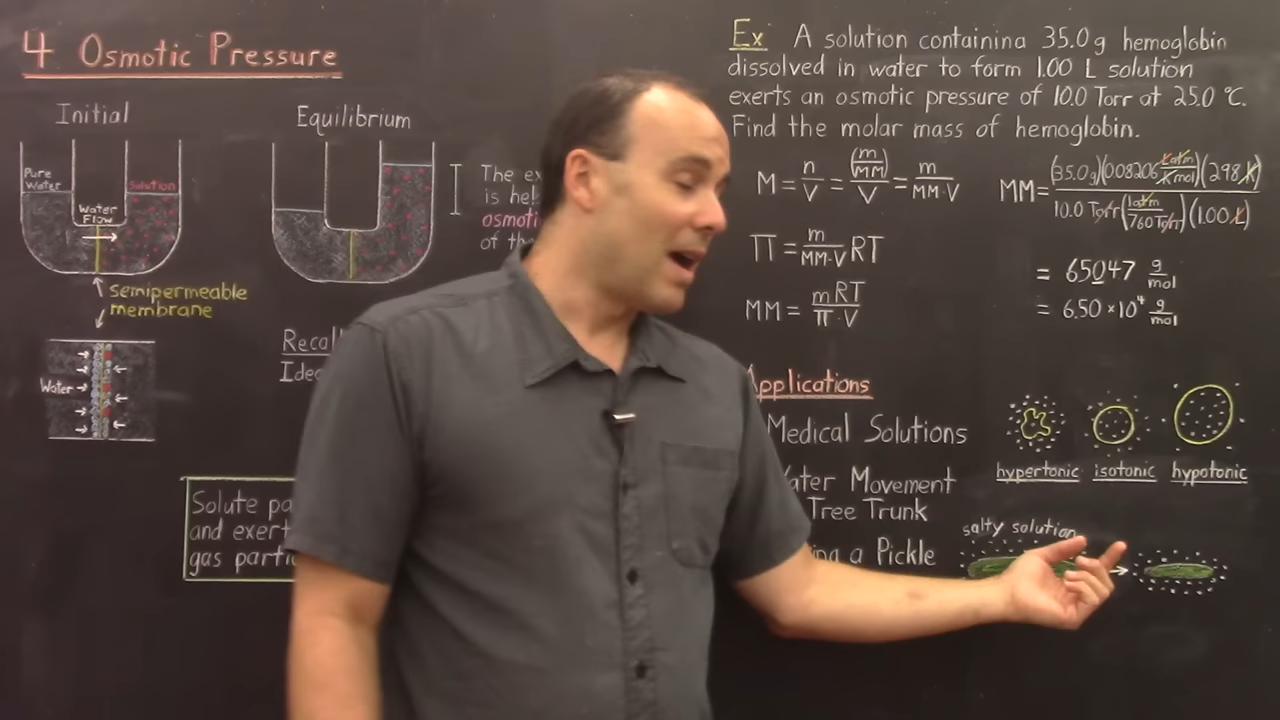 4 Osmotic Pressure
Initial
Equilibrium
Pure Water
Solution
Water Flow
The ex
is hel
osmoti
of th
semipermeable
membrane
Water
Recal
Idea
Solute pa
and exert
gas parti
Ex A solution containina 35.0 g hemoglobin
dissolved in water to form 1.00 L solution
exerts an osmotic pressure of 10.0 Torr at 25.0 °C.
Find the molar mass of hemoglobin.
M = n/V = (m/MM)/V = m/MM·V
Π = m/MM·V RT
MM = mRT/Π·V
MM = (35.0 g)(0.08206 L·atm/K·mol)(298 K)/10.0 Torr(1 atm/760 Torr)(1.00 L)
= 65047 g/mol
= 6.50 × 10⁴ g/mol
Applications
Medical Solutions
ater Movement
Tree Trunk
ing a Pickle
hypertonic isotonic hypotonic
salty solution